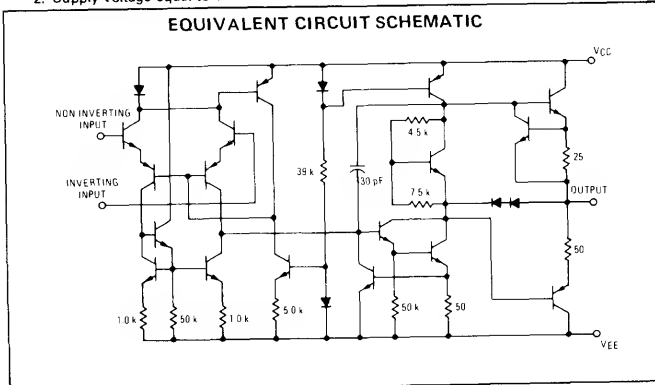 2. Supply voltage equal to
EQUIVALENT CIRCUIT SCHEMATIC
VCC
NON INVERTING
INPUT
4.5 k
25
39 k
30 pF
INVERTING
INPUT
7.5 k
OUTPUT
50
1.0 k
50 k
1.0 k
5.0 k
50 k
50
VEE